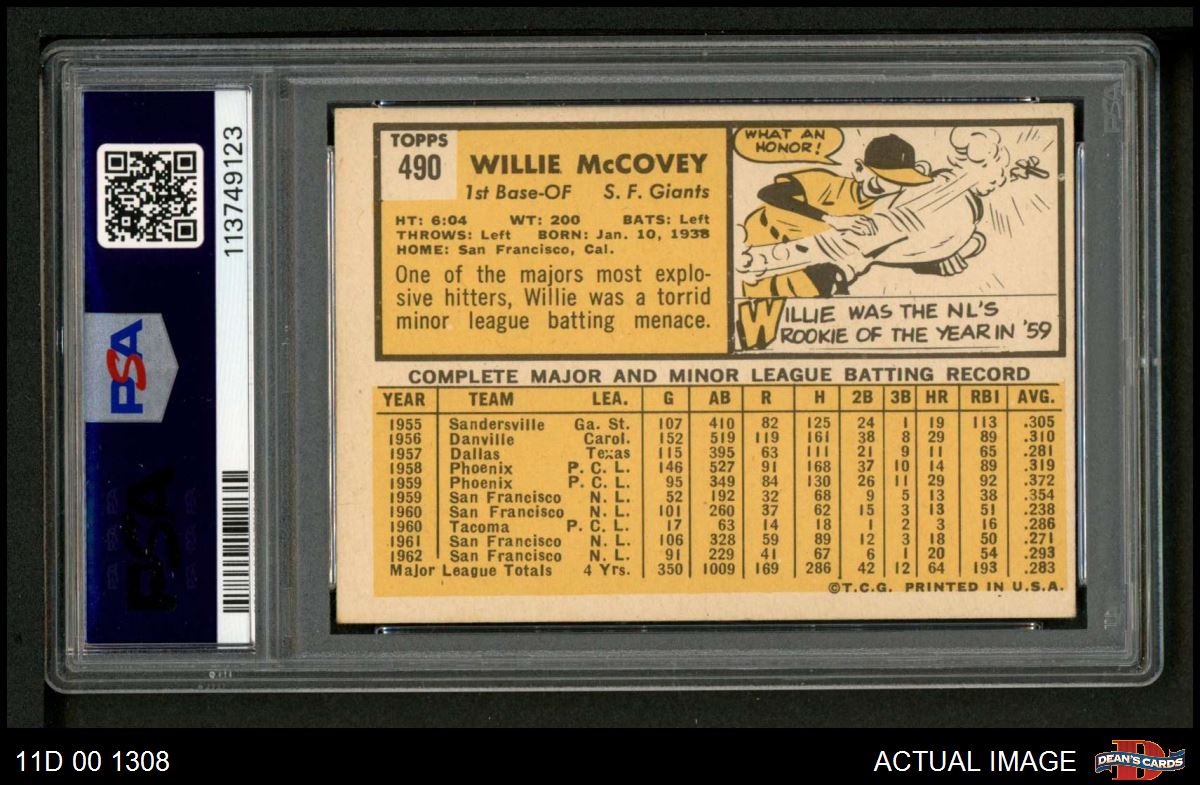 113749123
PSA
TOPPS
490
WILLIE McCOVEY
1st Base-OF S. F. Giants
HT: 6:04 WT: 200 BATS: Left
THROWS: Left BORN: Jan. 10, 1938
HOME: San Francisco, Cal.
One of the majors most explo-
sive hitters, Willie was a torrid
minor league batting menace.
WHAT AN
HONOR!
WILLIE WAS THE NL'S
ROOKIE OF THE YEAR IN '59
COMPLETE MAJOR AND MINOR LEAGUE BATTING RECORD
YEAR TEAM LEA. G AB R H 2B 3B HR RBI AVG.
1955 Sandersville Ga. St. 107 410 82 125 24 1 19 113 .305
1956 Danville Carol. 152 519 119 161 38 8 29 89 .310
1957 Dallas Texas 115 395 63 111 21 9 11 65 .281
1958 Phoenix P. C. L. 146 527 91 168 37 10 14 89 .319
1959 Phoenix P. C. L. 95 349 84 130 26 11 29 92 .372
1959 San Francisco N. L. 52 192 32 68 9 5 13 38 .354
1960 San Francisco N. L. 101 260 37 62 15 3 13 51 .238
1960 Tacoma P. C. L. 17 63 14 18 1 2 3 16 .286
1961 San Francisco N. L. 106 328 59 89 12 3 18 50 .271
1962 San Francisco N. L. 91 229 41 67 6 1 20 54 .293
Major League Totals 4 Yrs. 350 1009 169 286 42 12 64 193 .283
©T.C.G. PRINTED IN U.S.A.
PSA
11D 00 1308
ACTUAL IMAGE
D
DEAN'S CARDS